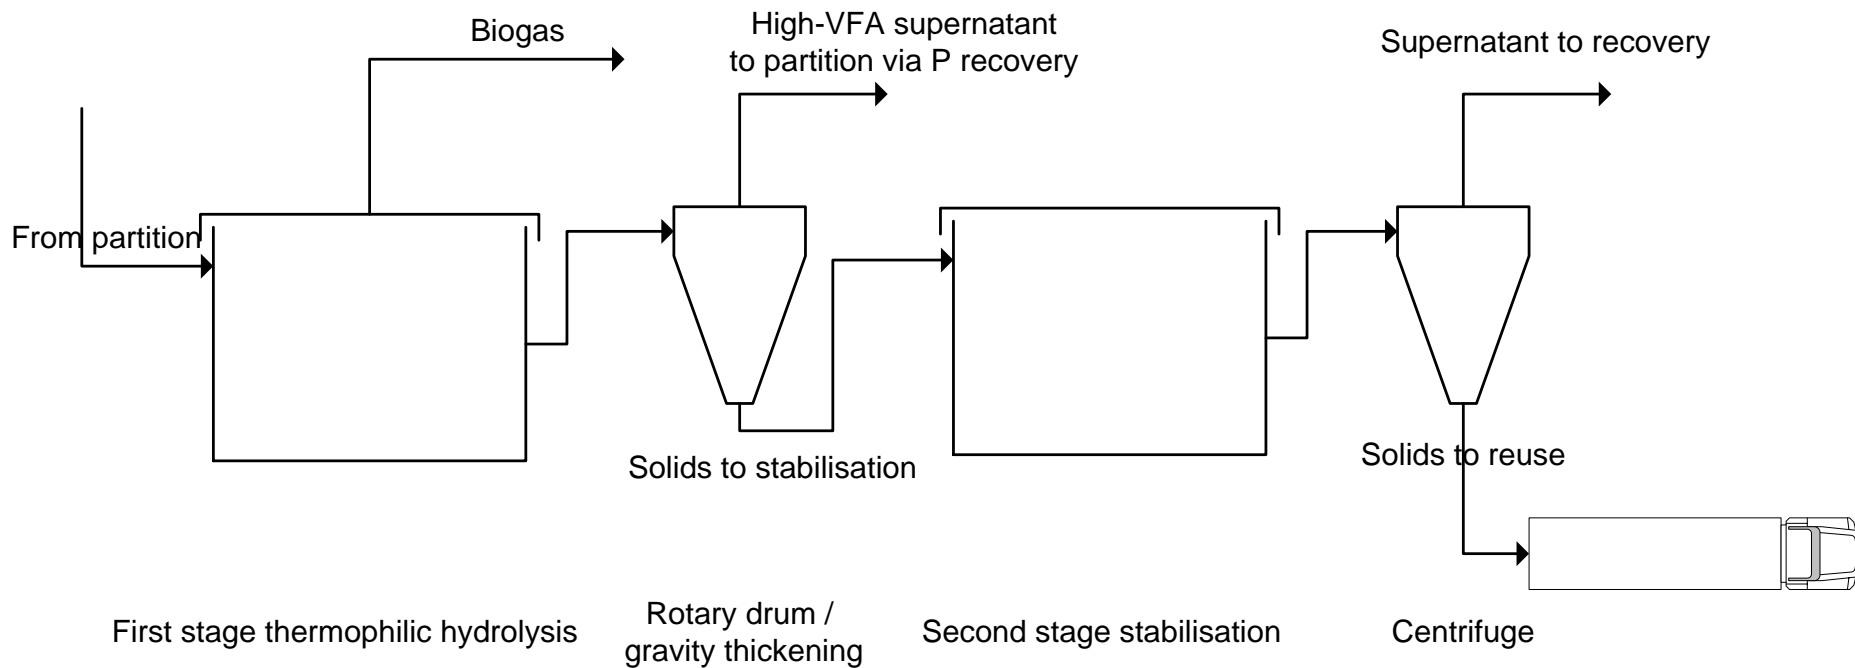 Biogas
High-VFA supernatant
to partition via P recovery
Supernatant to recovery
From partition
Solids to stabilisation
Solids to reuse
First stage thermophilic hydrolysis
Rotary drum /
gravity thickening
Second stage stabilisation
Centrifuge